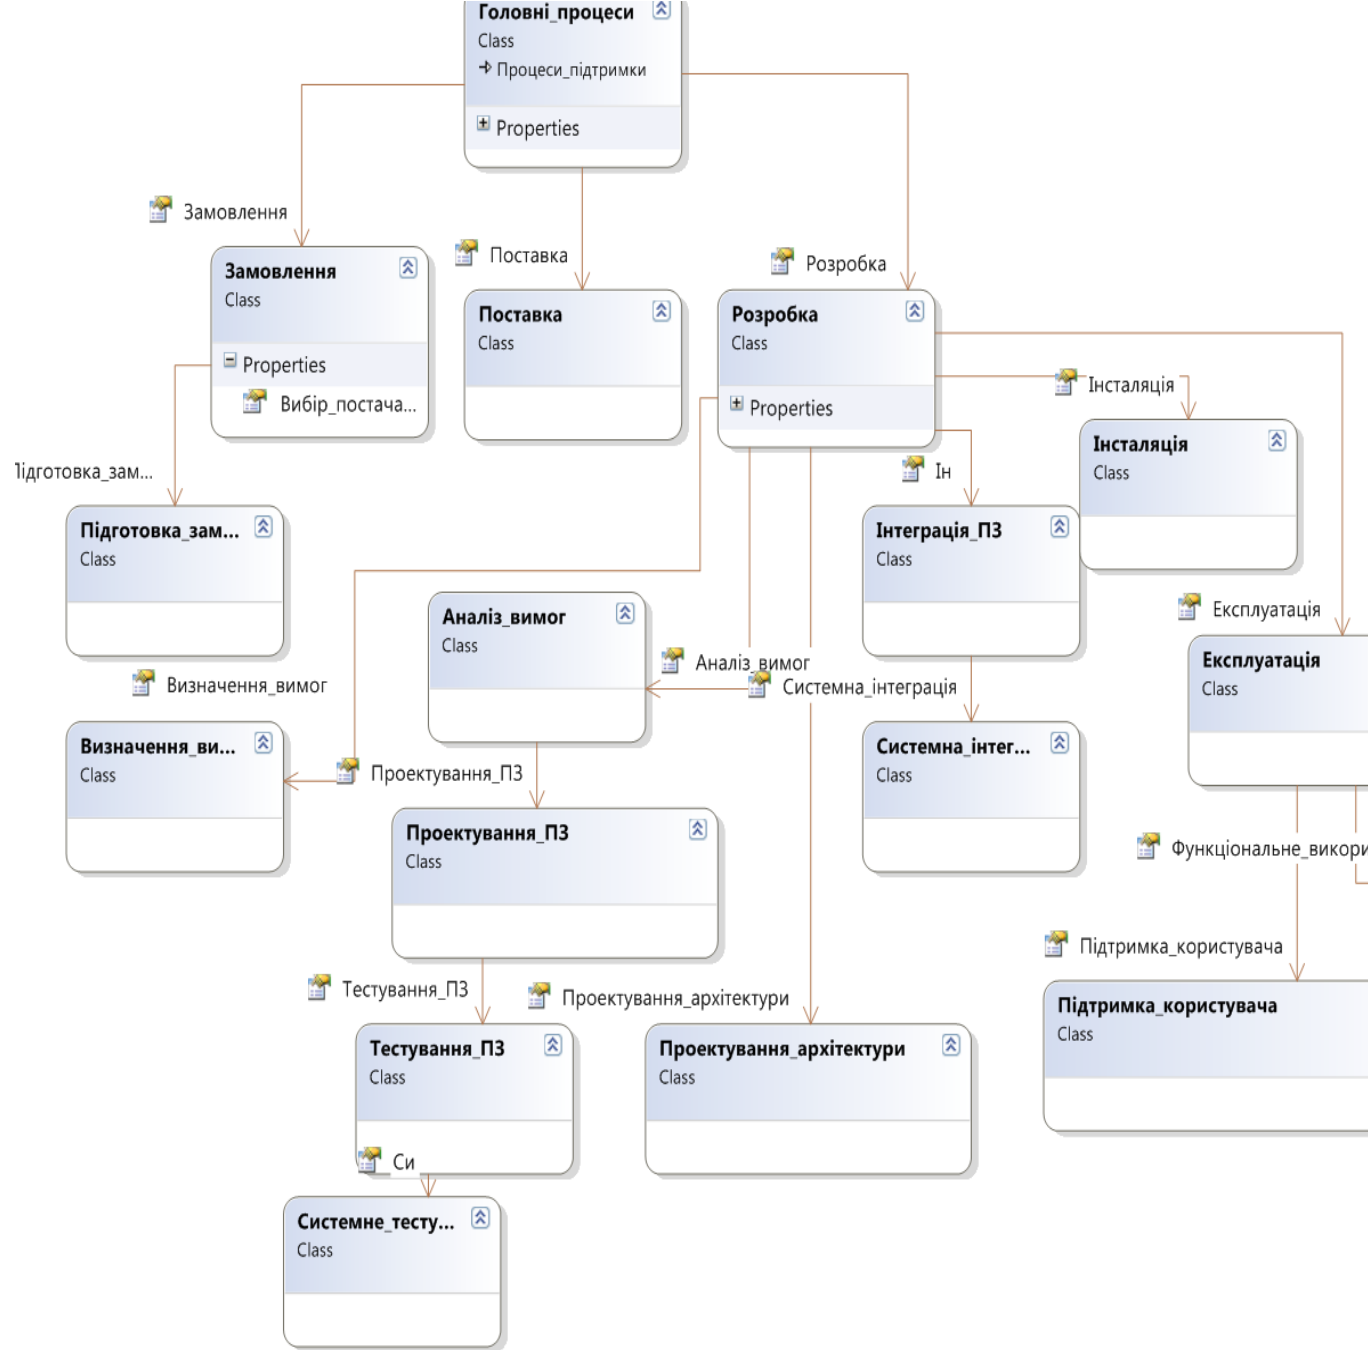 Головні_процеси
Class
Процеси_підтримки
Properties
Замовлення
Поставка
Розробка
Замовлення
Class
Properties
Вибір_постача...
Поставка
Class
Розробка
Class
Properties
Інсталяція
Інсталяція
Class
Підготовка_зам...
Ін
Підготовка_зам...
Class
Інтеграція_ПЗ
Class
Аналіз_вимог
Class
Експлуатація
Експлуатація
Class
Аналіз_вимог
Системна_інтеграція
Визначення_вимог
Визначення_ви...
Class
Системна_інтег...
Class
Проектування_ПЗ
Проектування_ПЗ
Class
Функціональне_викори
Підтримка_користувача
Підтримка_користувача
Class
Тестування_ПЗ
Проектування_архітектури
Тестування_ПЗ
Class
Проектування_архітектури
Class
Си
Системне_тесту...
Class